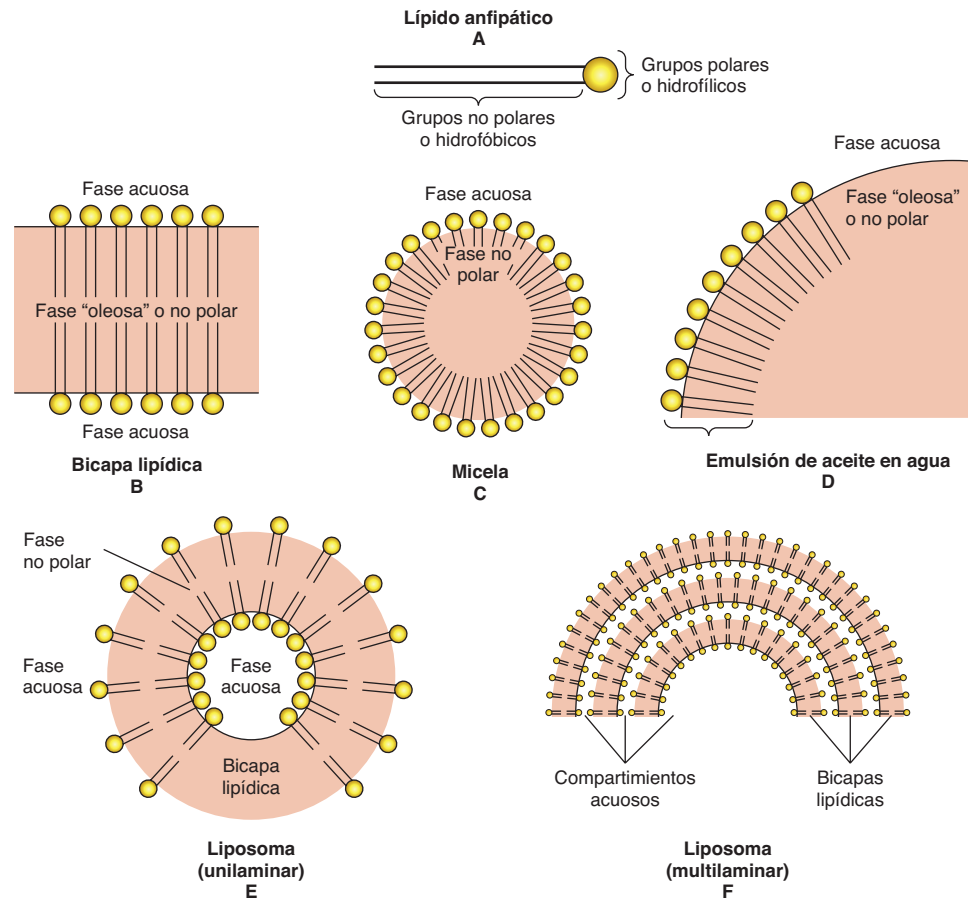 Lípido anfipático
A
Grupos polares
o hidrofílicos
Grupos no polares
o hidrofóbicos
Fase acuosa
Fase “oleosa” o no polar
Fase acuosa
Bicapa lipídica
B
Fase acuosa
Fase no
polar
Micela
C
Fase acuosa
Fase “oleosa”
o no polar
Emulsión de aceite en agua
D
Fase
no polar
Fase
acuosa
Fase
acuosa
Bicapa
lipídica
Liposoma
(unilaminar)
E
Compartimientos
acuosos
Bicapas
lipídicas
Liposoma
(multilaminar)
F